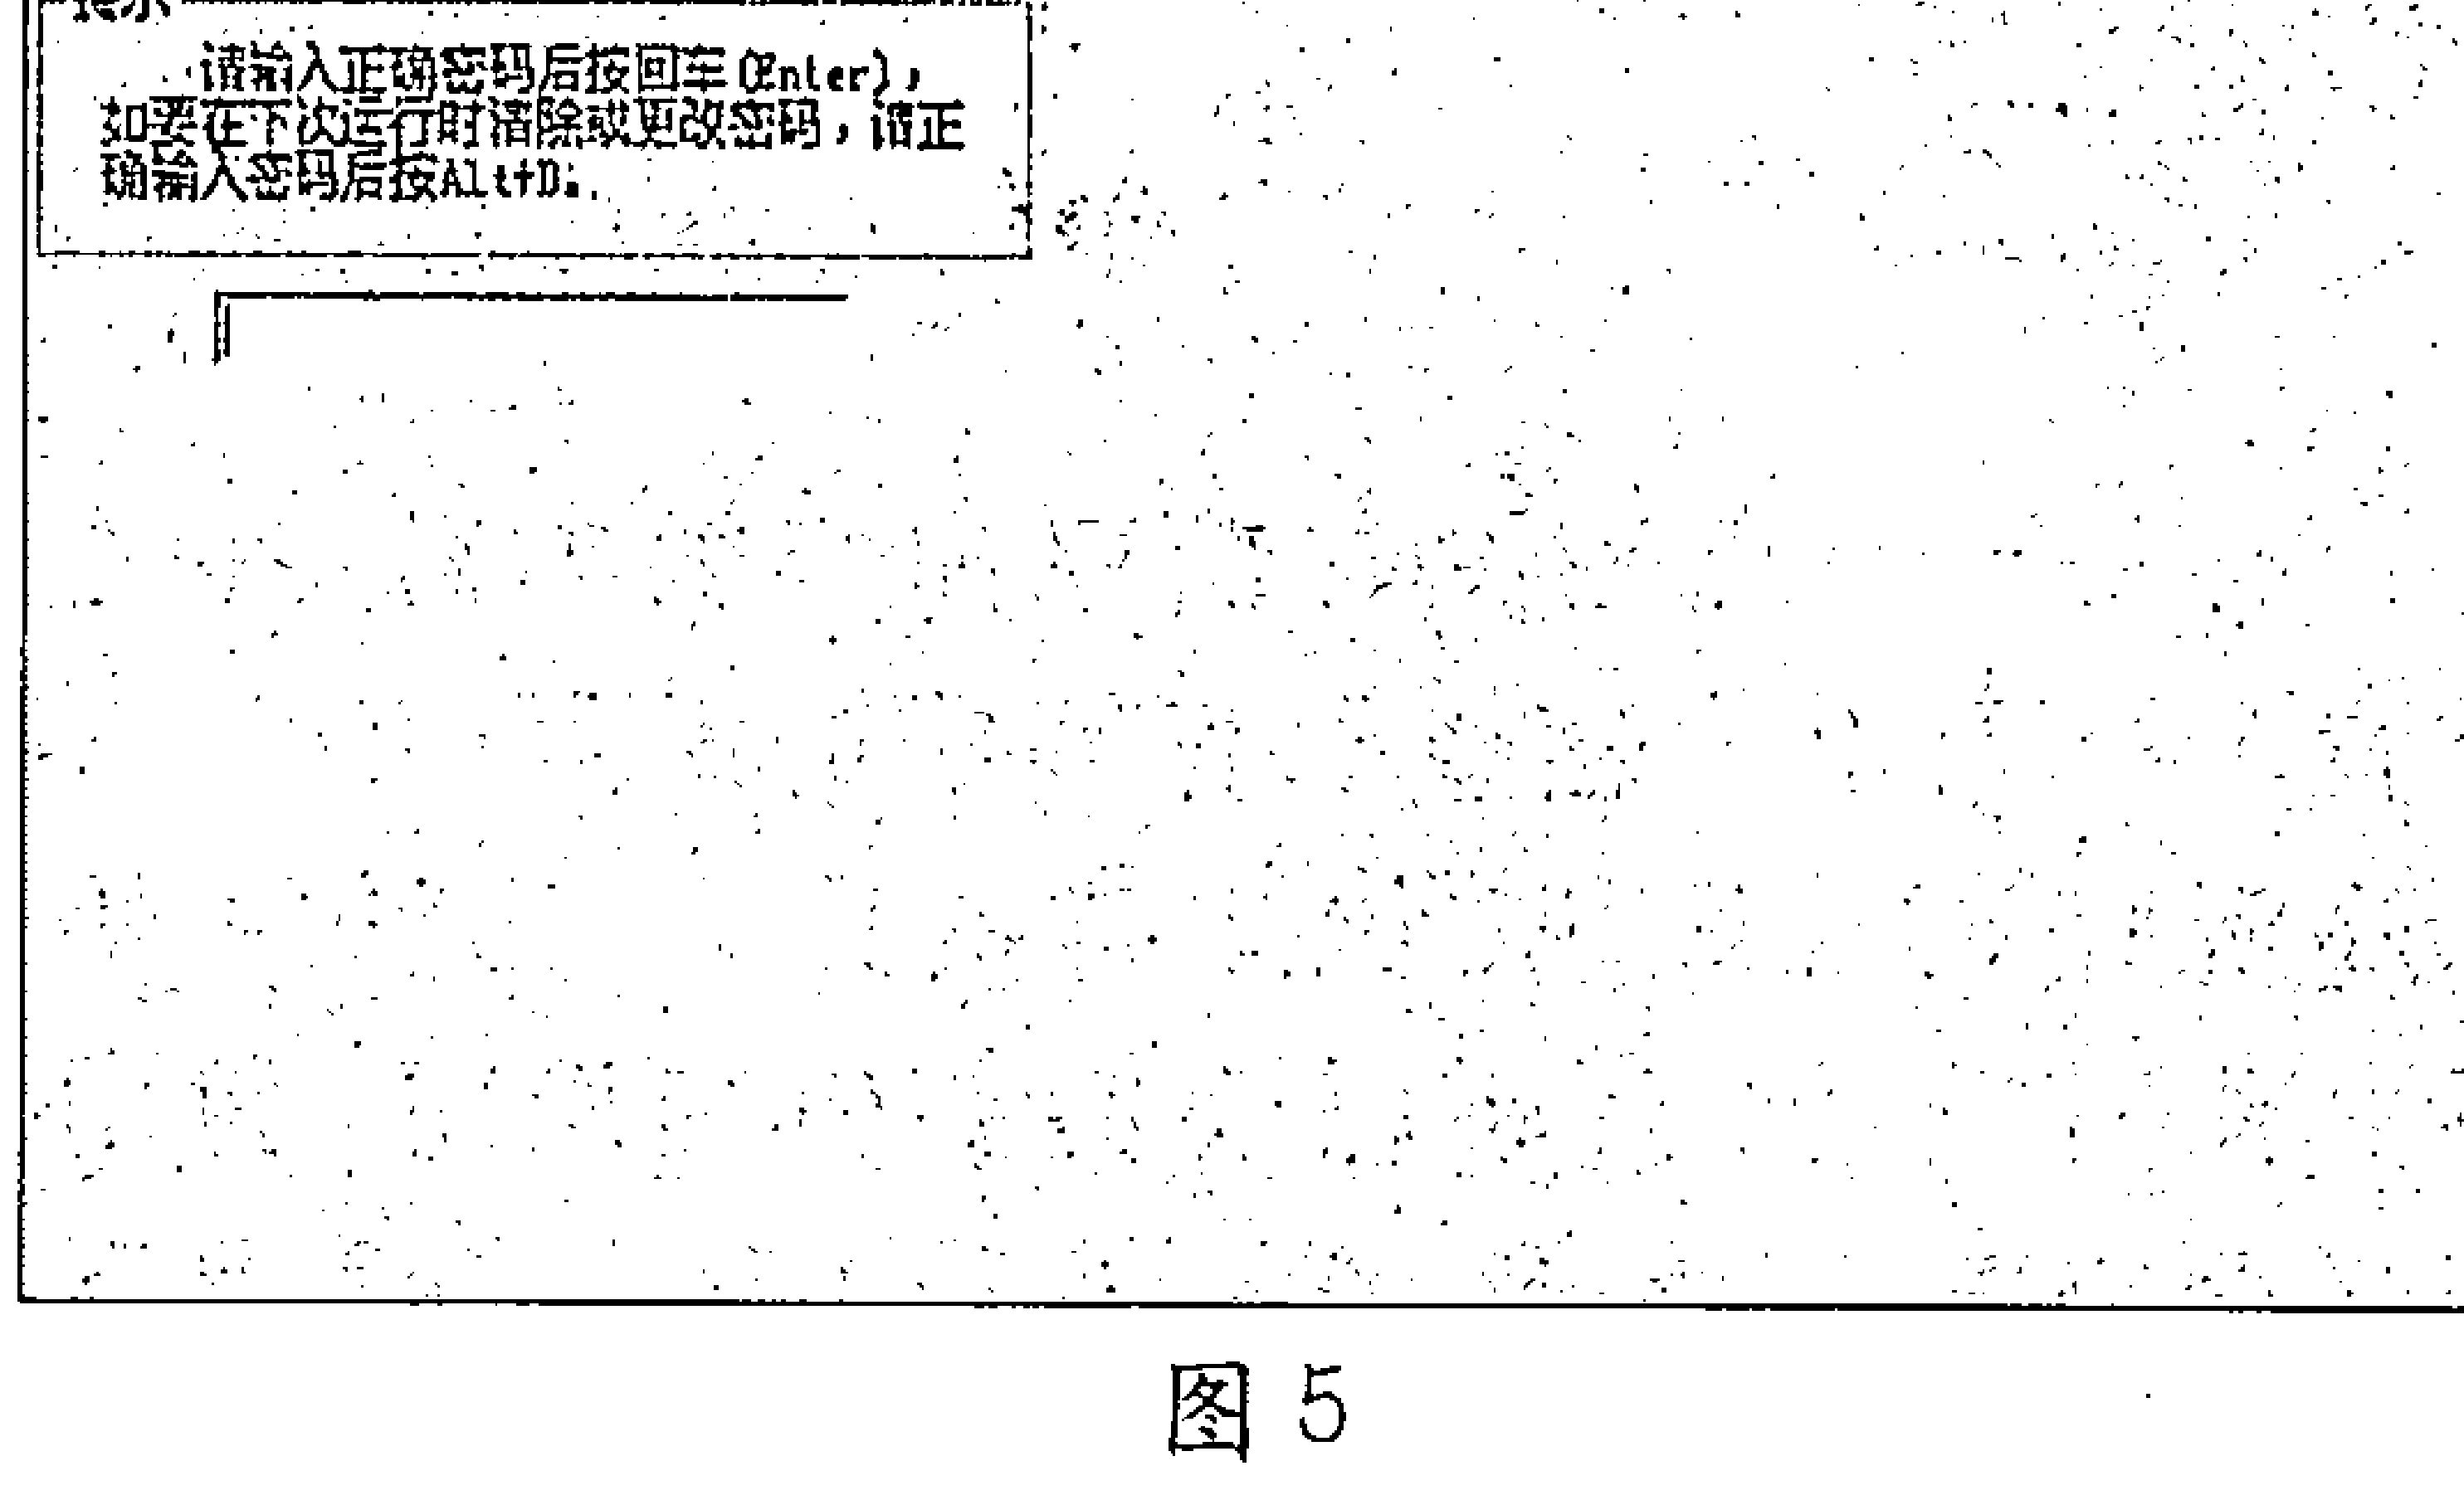 提示
请输入正确密码后按回车(Enter),
如要在下次运行时清除或更改密码,请正
确输入密码后按Alt+D.
图 5